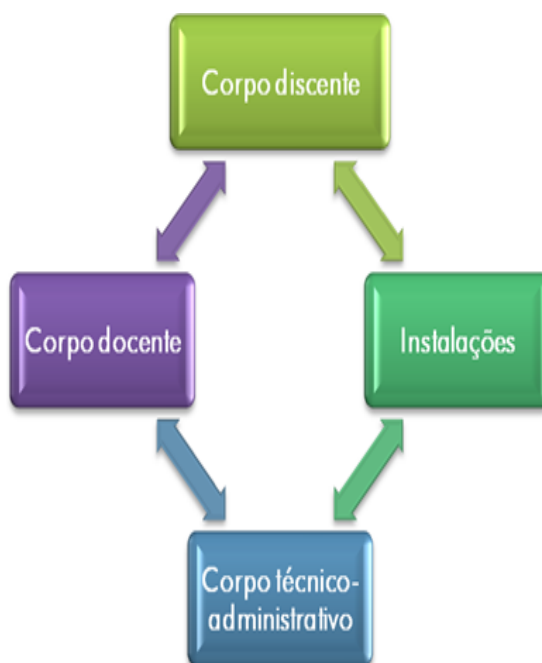 Corpo discente
Corpo docente
Instalações
Corpo técnico-
administrativo